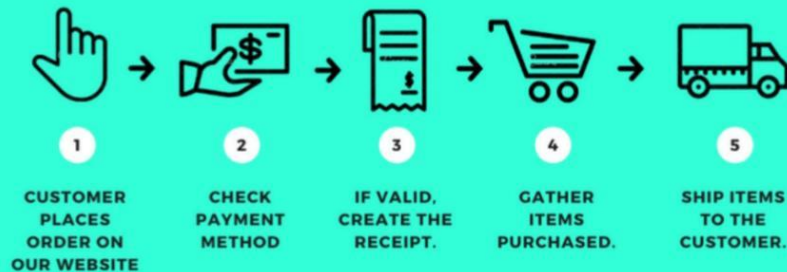 1
CUSTOMER
PLACES
ORDER ON
OUR WEBSITE
$
2
CHECK
PAYMENT
METHOD
$
3
IF VALID,
CREATE THE
RECEIPT.
4
GATHER
ITEMS
PURCHASED.
5
SHIP ITEMS
TO THE
CUSTOMER.